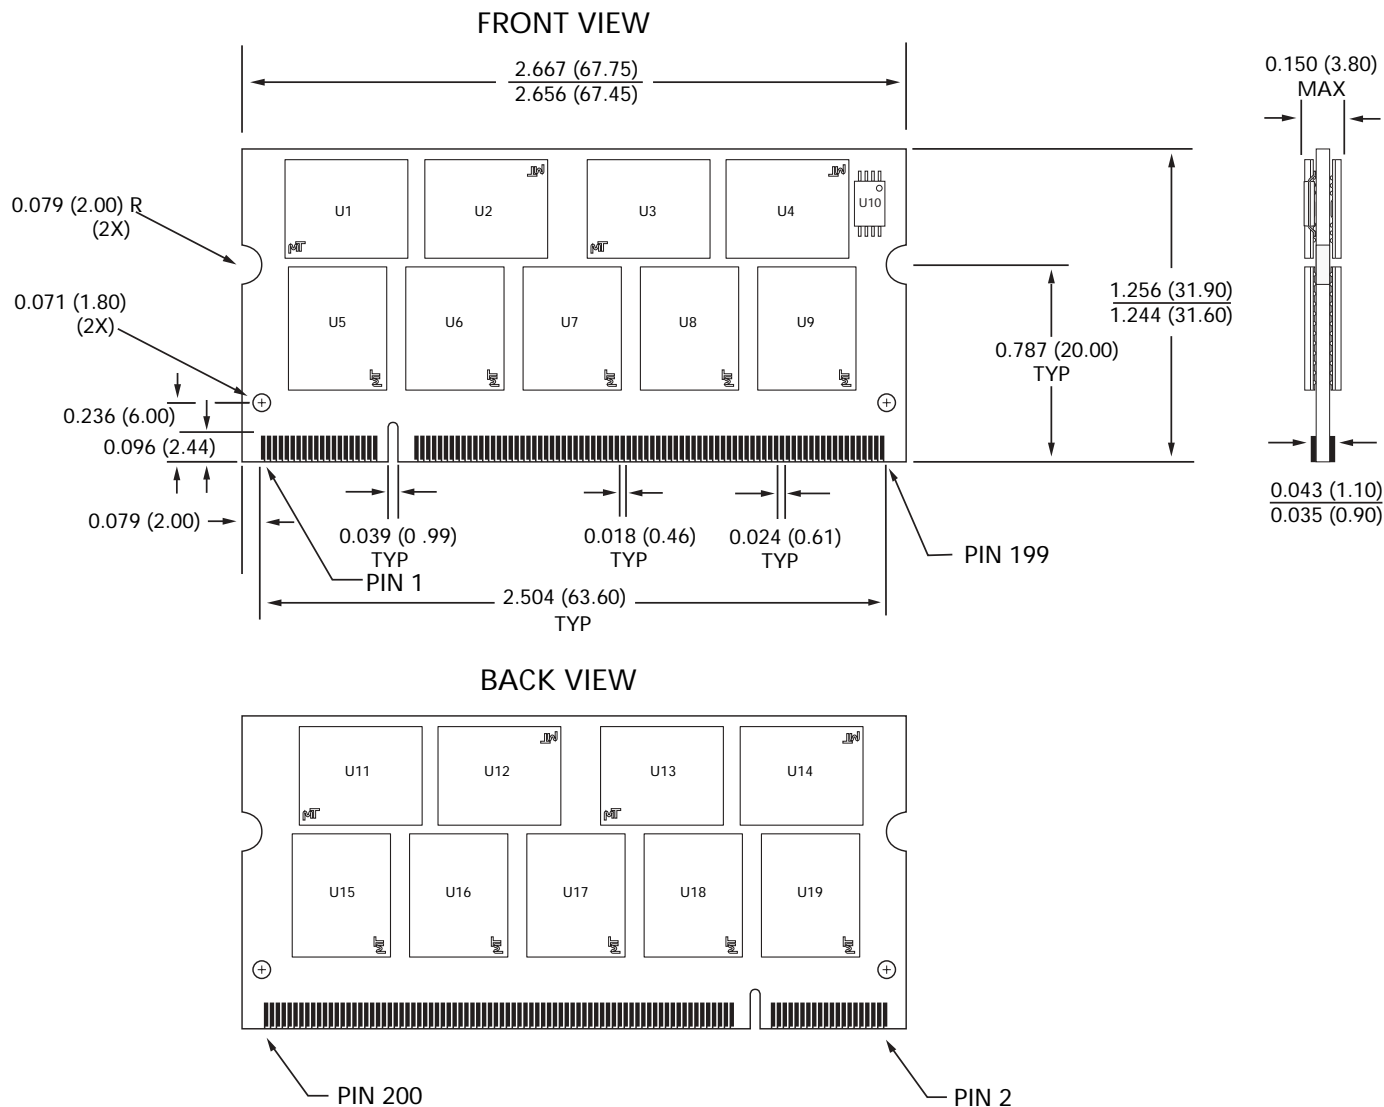 FRONT VIEW
2.667 (67.75)
2.656 (67.45)
0.150 (3.80)
MAX
0.079 (2.00) R
(2X)
U1
U2
U3
U4
U10
0.071 (1.80)
(2X)
U5
U6
U7
U8
U9
1.256 (31.90)
1.244 (31.60)
0.787 (20.00)
TYP
0.236 (6.00)
0.096 (2.44)
0.079 (2.00)
0.039 (0 .99)
TYP
0.018 (0.46)
TYP
0.024 (0.61)
TYP
0.043 (1.10)
0.035 (0.90)
PIN 199
PIN 1
2.504 (63.60)
TYP
BACK VIEW
U11
U12
U13
U14
U15
U16
U17
U18
U19
PIN 200
PIN 2